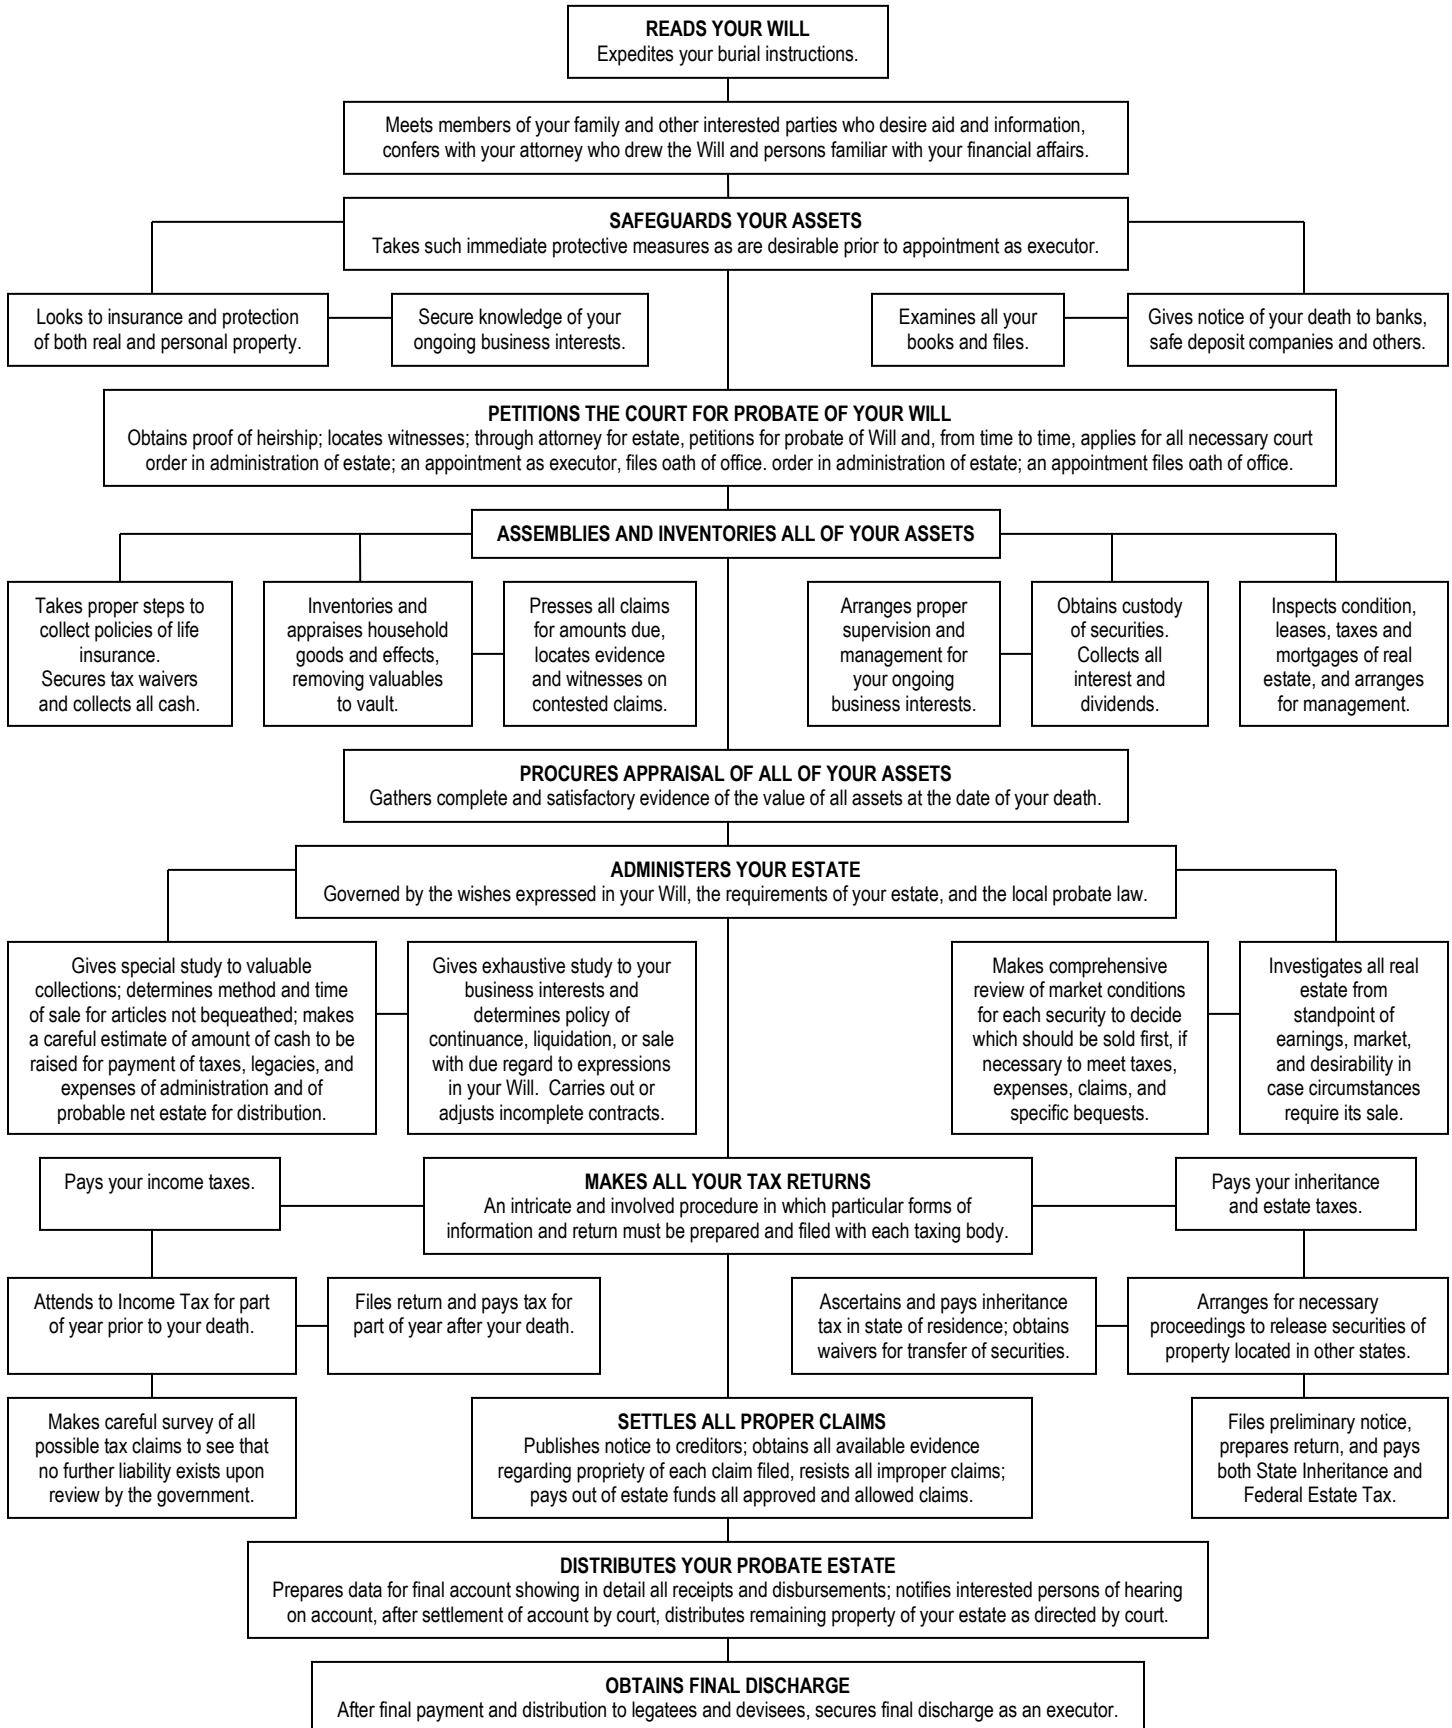 READS YOUR WILL
Expedites your burial instructions.
Meets members of your family and other interested parties who desire aid and information,
confers with your attorney who drew the Will and persons familiar with your financial affairs.
SAFEGUARDS YOUR ASSETS
Takes such immediate protective measures as are desirable prior to appointment as executor.
Looks to insurance and protection
of both real and personal property.
Secure knowledge of your
ongoing business interests.
Examines all your
books and files.
Gives notice of your death to banks,
safe deposit companies and others.
PETITIONS THE COURT FOR PROBATE OF YOUR WILL
Obtains proof of heirship; locates witnesses; through attorney for estate, petitions for probate of Will and, from time to time, applies for all necessary court
order in administration of estate; an appointment as executor, files oath of office. order in administration of estate; an appointment files oath of office.
ASSEMBLIES AND INVENTORIES ALL OF YOUR ASSETS
Takes proper steps to
collect policies of life
insurance.
Secures tax waivers
and collects all cash.
Inventories and
appraises household
goods and effects,
removing valuables
to vault.
Presses all claims
for amounts due,
locates evidence
and witnesses on
contested claims.
Arranges proper
supervision and
management for
your ongoing
business interests.
Obtains custody
of securities.
Collects all
interest and
dividends.
Inspects condition,
leases, taxes and
mortgages of real
estate, and arranges
for management.
PROCURES APPRAISAL OF ALL OF YOUR ASSETS
Gathers complete and satisfactory evidence of the value of all assets at the date of your death.
ADMINISTERS YOUR ESTATE
Governed by the wishes expressed in your Will, the requirements of your estate, and the local probate law.
Gives special study to valuable
collections; determines method and time
of sale for articles not bequeathed; makes
a careful estimate of amount of cash to be
raised for payment of taxes, legacies, and
expenses of administration and of
probable net estate for distribution.
Gives exhaustive study to your
business interests and
determines policy of
continuance, liquidation, or sale
with due regard to expressions
in your Will. Carries out or
adjusts incomplete contracts.
Makes comprehensive
review of market conditions
for each security to decide
which should be sold first, if
necessary to meet taxes,
expenses, claims, and
specific bequests.
Investigates all real
estate from
standpoint of
earnings, market,
and desirability in
case circumstances
require its sale.
Pays your income taxes.
MAKES ALL YOUR TAX RETURNS
An intricate and involved procedure in which particular forms of
information and return must be prepared and filed with each taxing body.
Pays your inheritance
and estate taxes.
Attends to Income Tax for part
of year prior to your death.
Files return and pays tax for
part of year after your death.
Ascertains and pays inheritance
tax in state of residence; obtains
waivers for transfer of securities.
Arranges for necessary
proceedings to release securities of
property located in other states.
Makes careful survey of all
possible tax claims to see that
no further liability exists upon
review by the government.
SETTLES ALL PROPER CLAIMS
Publishes notice to creditors; obtains all available evidence
regarding propriety of each claim filed, resists all improper claims;
pays out of estate funds all approved and allowed claims.
Files preliminary notice,
prepares return, and pays
both State Inheritance and
Federal Estate Tax.
DISTRIBUTES YOUR PROBATE ESTATE
Prepares data for final account showing in detail all receipts and disbursements; notifies interested persons of hearing
on account, after settlement of account by court, distributes remaining property of your estate as directed by court.
OBTAINS FINAL DISCHARGE
After final payment and distribution to legatees and devisees, secures final discharge as an executor.